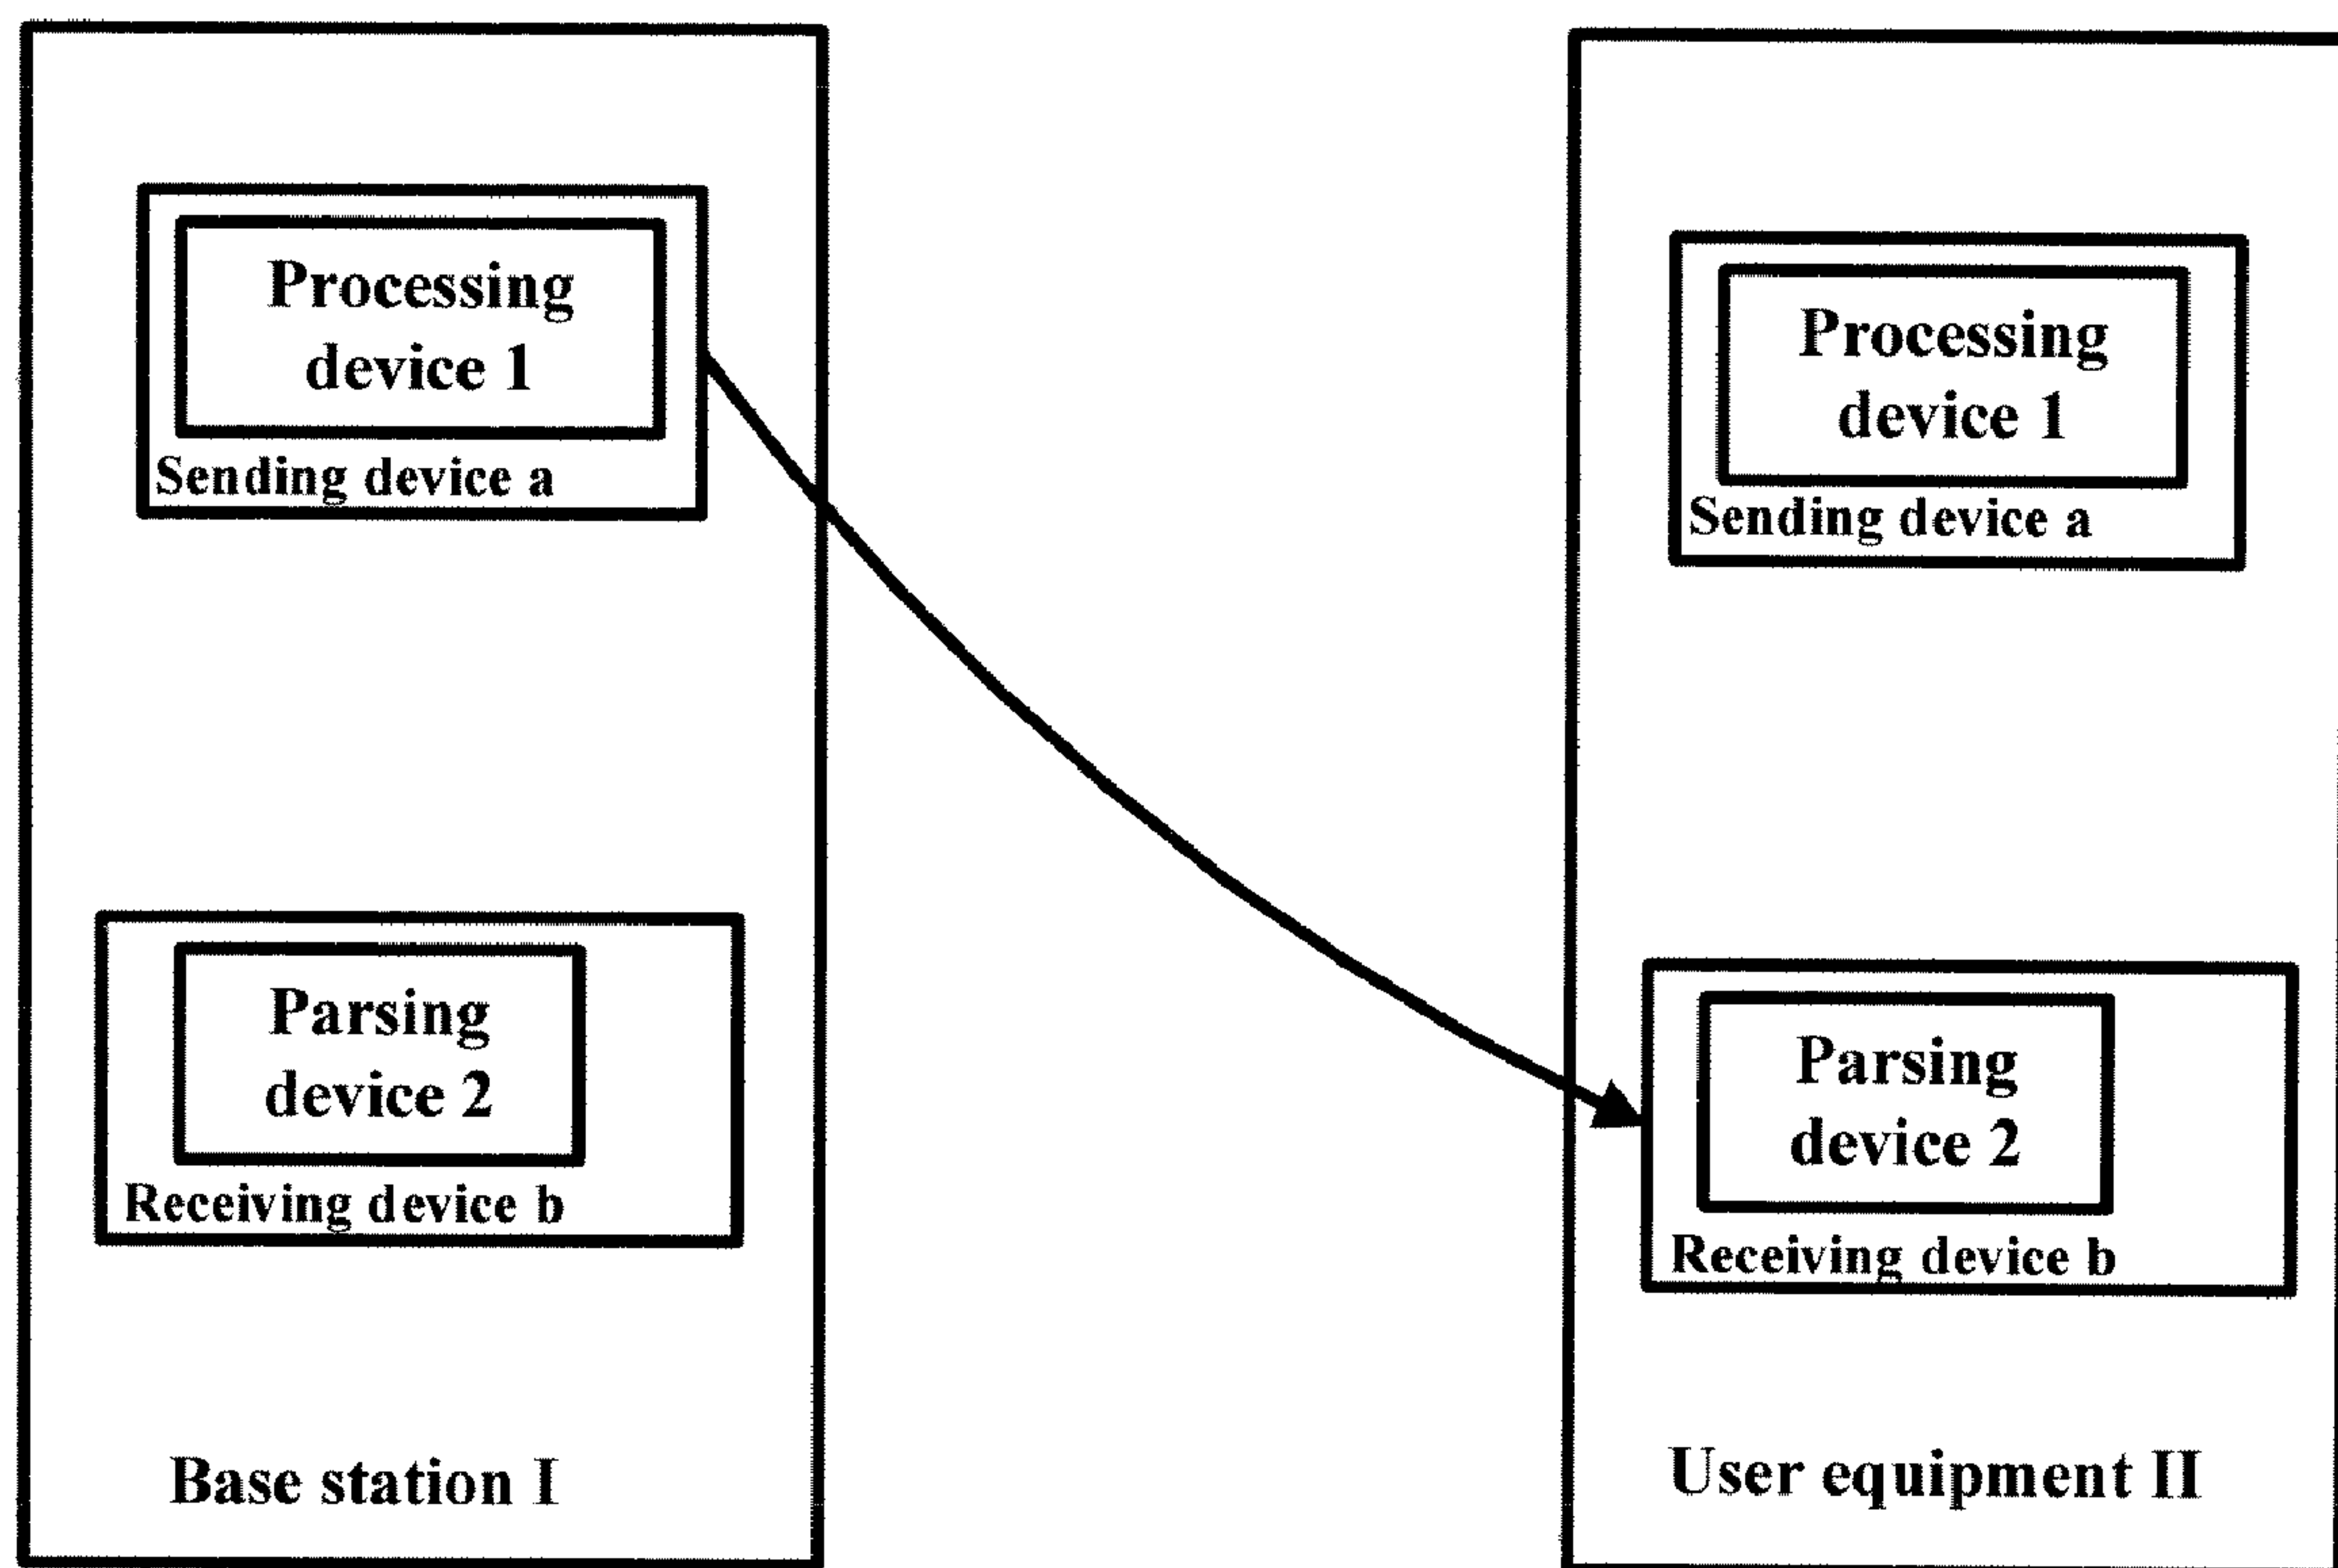 Processing
device 1
Sending device a
Parsing
device 2
Receiving device b
Base station I
Processing
device 1
Sending device a
Parsing
device 2
Receiving device b
User equipment II